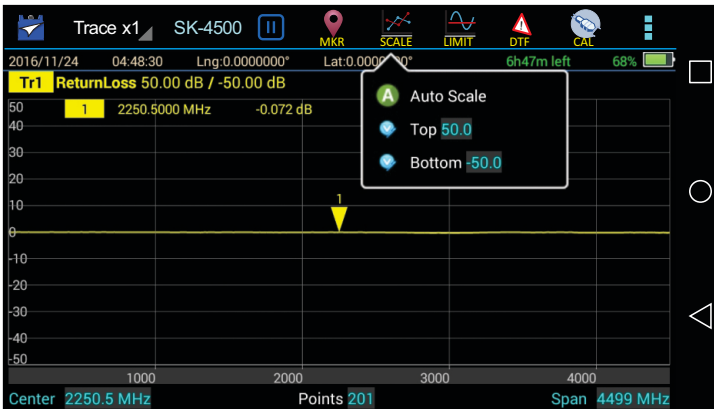 Trace x1 SK-4500 MKR SCALE LIMIT DTF CAL
2016/11/24 04:48:30 Lng:0.0000000° Lat:0.0000000° 6h47m left 68%
Tr1 ReturnLoss 50.00 dB / -50.00 dB
1 2250.5000 MHz -0.072 dB
A Auto Scale
Top 50.0
Bottom -50.0
50
40
30
20
10
0
-10
-20
-30
-40
-50
1
1000 2000 3000 4000
Center 2250.5 MHz Points 201 Span 4499 MHz